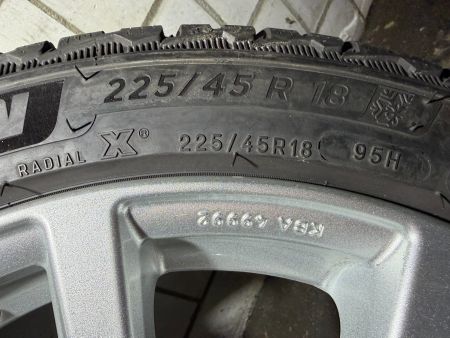 N
225/45 R 18
RADIAL X® 225/45R18 95H
KBA 49992